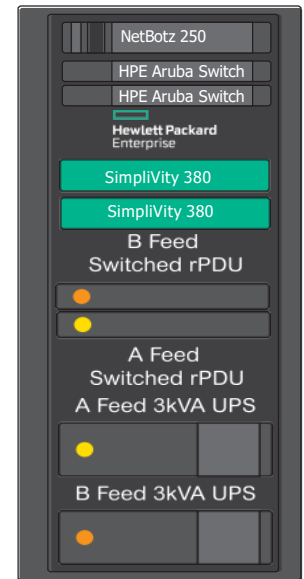 NetBotz 250
HPE Aruba Switch
HPE Aruba Switch
Hewlett Packard
Enterprise
SimpliVity 380
SimpliVity 380
B Feed
Switched rPDU
A Feed
Switched rPDU
A Feed 3kVA UPS
B Feed 3kVA UPS